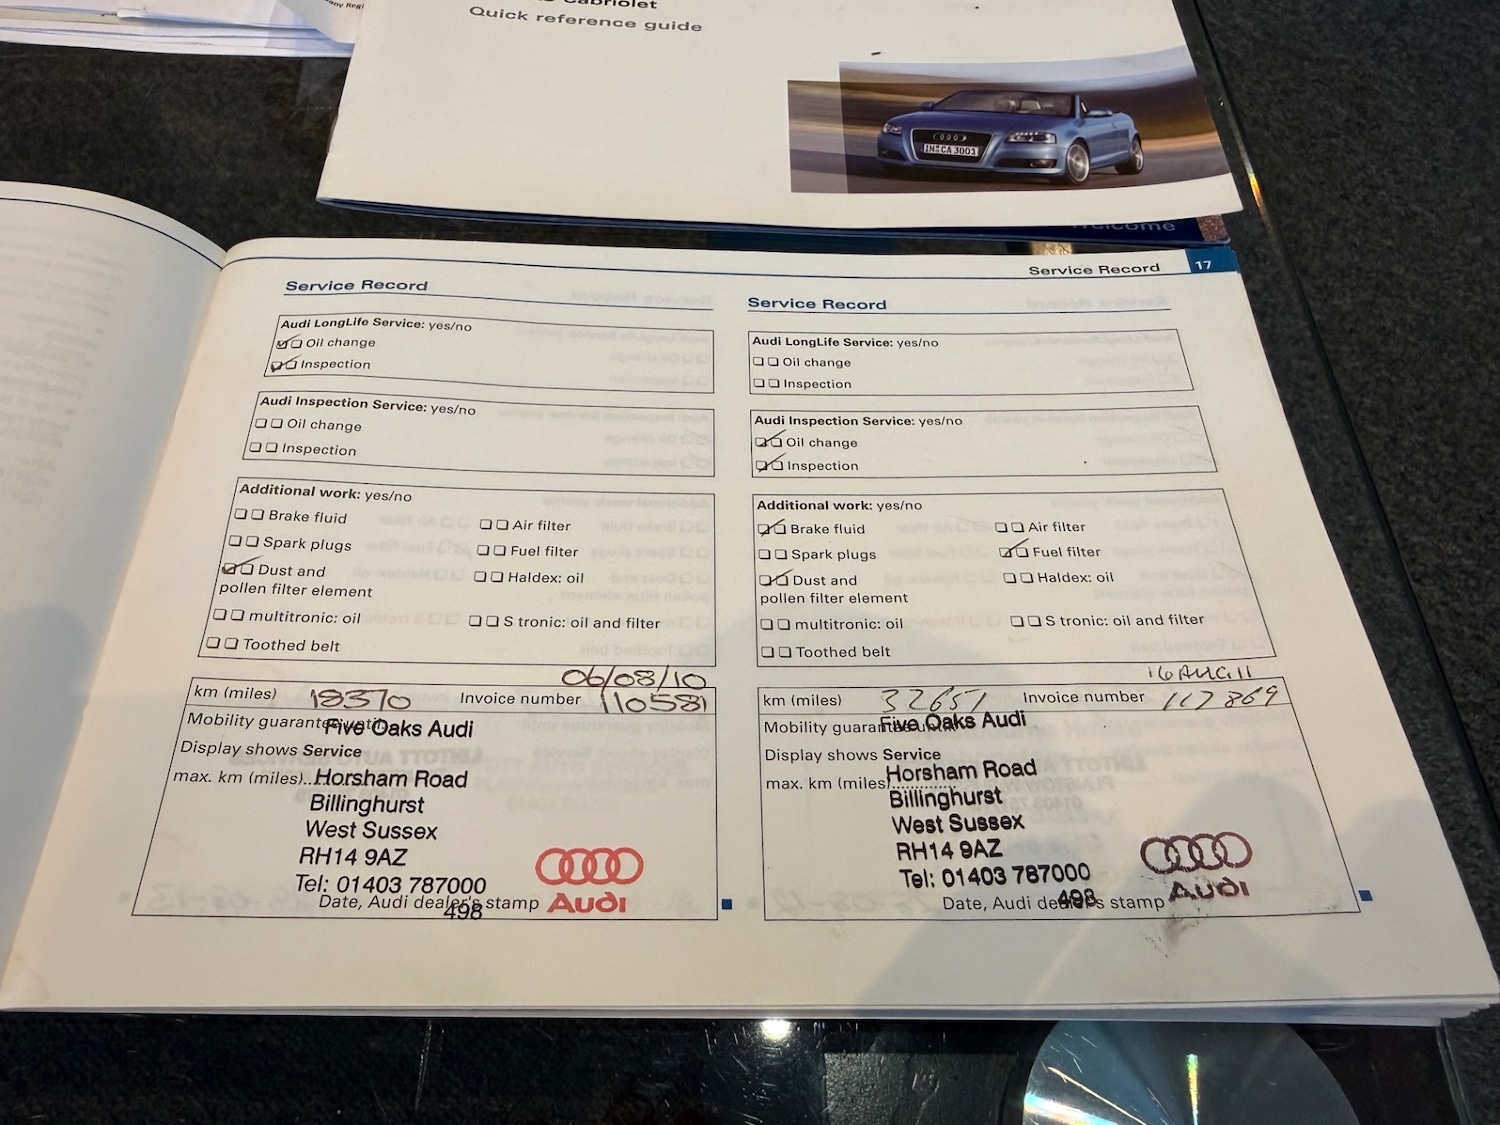 Cabriolet
Quick reference guide
IN CA 3001
Welcome
Service Record 17
Service Record
Audi LongLife Service: yes/no
Oil change
Inspection
Audi Inspection Service: yes/no
Oil change
Inspection
Additional work: yes/no
Brake fluid
Air filter
Spark plugs
Fuel filter
Dust and
pollen filter element
Haldex: oil
multitronic: oil
S tronic: oil and filter
Toothed belt
06/08/10
km (miles) 18370 Invoice number 110581
Mobility guarantee until:
Five Oaks Audi
Display shows Service
max. km (miles)...
Horsham Road
Billinghurst
West Sussex
RH14 9AZ
Tel: 01403 787000
498
Date, Audi dealer's stamp
Audi
Service Record
Audi LongLife Service: yes/no
Oil change
Inspection
Audi Inspection Service: yes/no
Oil change
Inspection
Additional work: yes/no
Brake fluid
Air filter
Spark plugs
Fuel filter
Dust and
pollen filter element
Haldex: oil
multitronic: oil
S tronic: oil and filter
Toothed belt
16 AUG 11
km (miles) 32651 Invoice number 117869
Mobility guarantee until:
Five Oaks Audi
Display shows Service
max. km (miles)..............
Horsham Road
Billinghurst
West Sussex
RH14 9AZ
Tel: 01403 787000
498
Date, Audi dealer's stamp
Audi